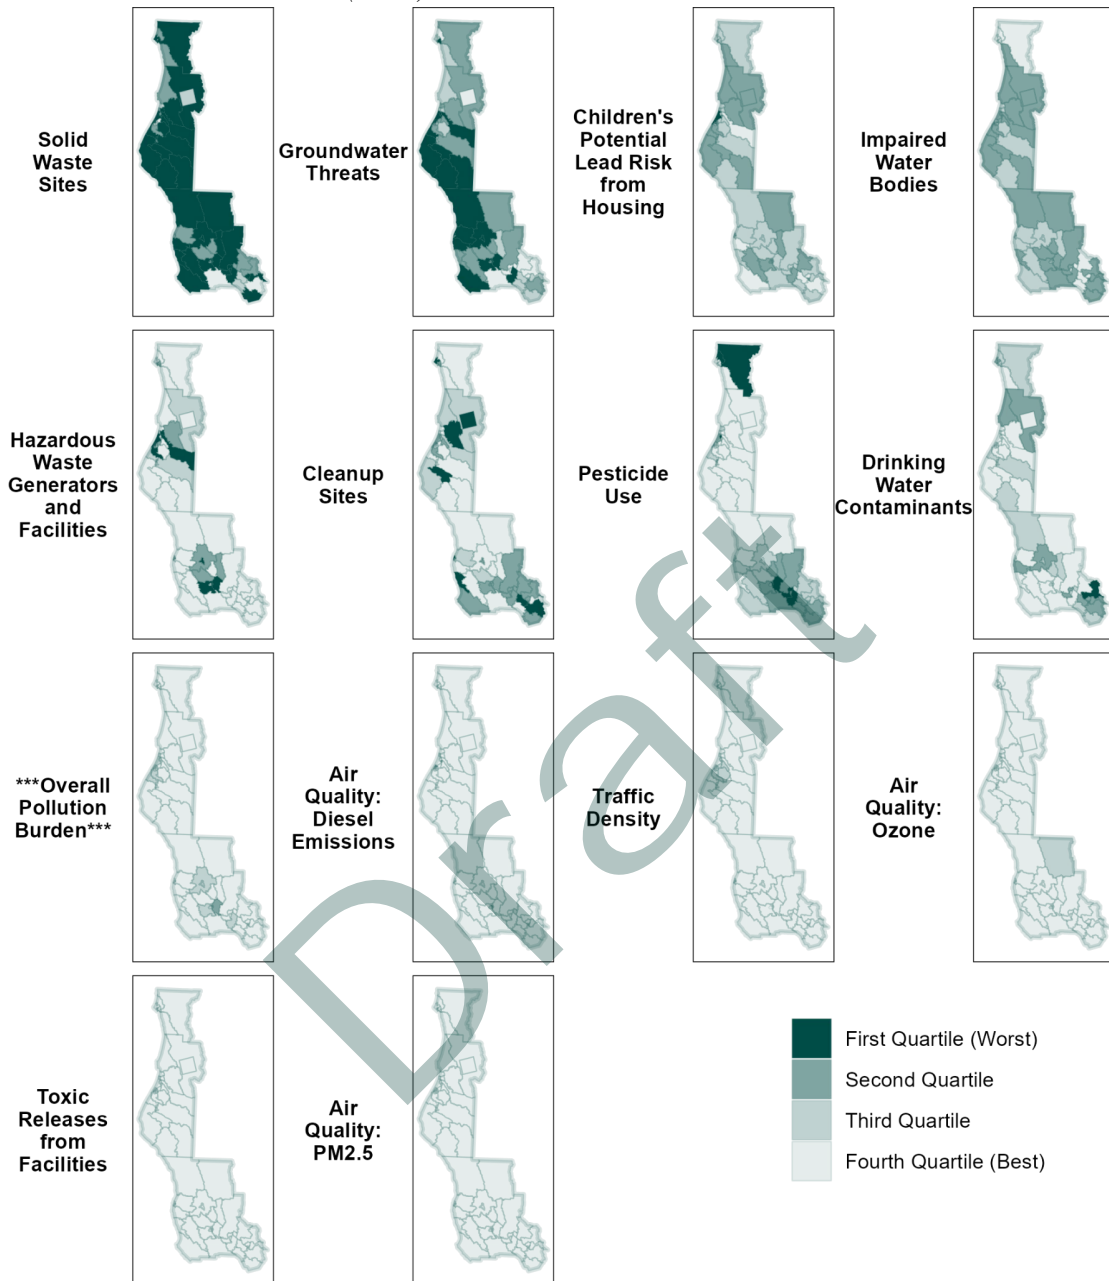 Solid
Waste
Sites
Groundwater
Threats
Children's
Potential
Lead Risk
from
Housing
Impaired
Water
Bodies
Hazardous
Waste
Generators
and
Facilities
Cleanup
Sites
Pesticide
Use
Drinking
Water
Contaminants
***Overall
Pollution
Burden***
Air
Quality:
Diesel
Emissions
Traffic
Density
Air
Quality:
Ozone
Toxic
Releases
from
Facilities
Air
Quality:
PM2.5
First Quartile (Worst)
Second Quartile
Third Quartile
Fourth Quartile (Best)
Draft